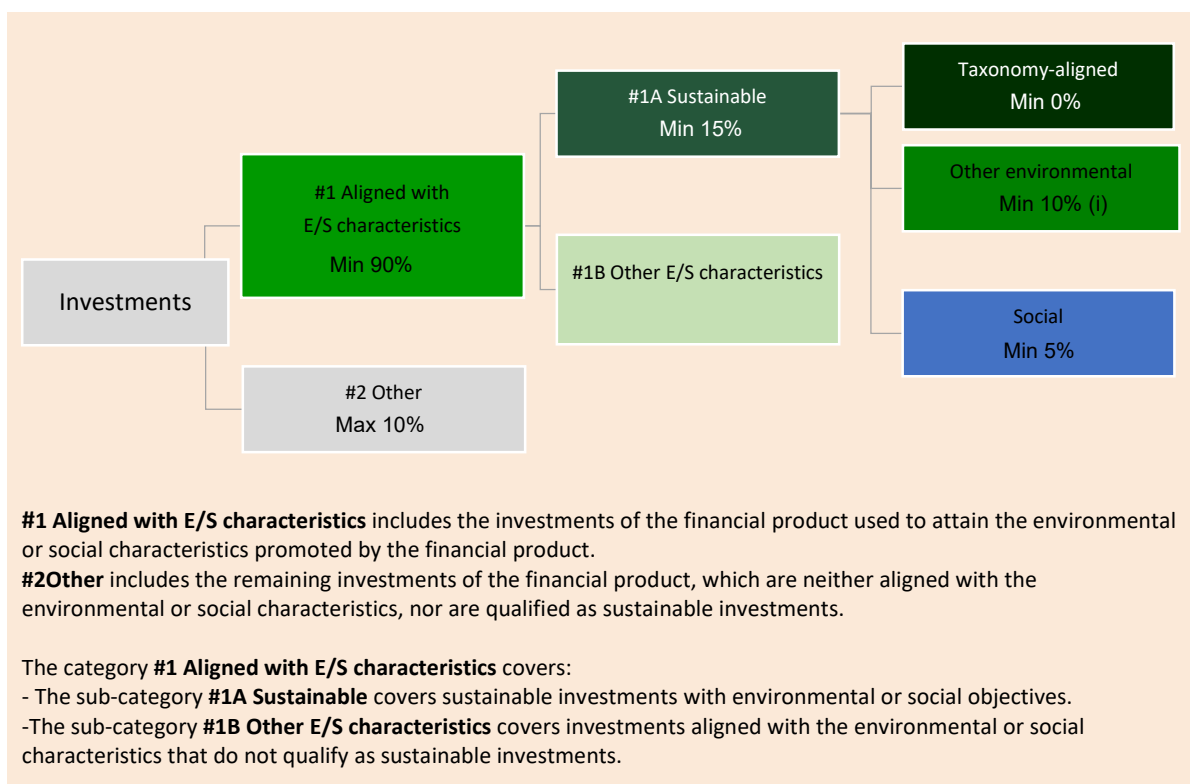 Taxonomy-aligned
Min 0%
#1A Sustainable
Min 15%
Other environmental
Min 10% (i)
#1 Aligned with
E/S characteristics
Min 90%
#1B Other E/S characteristics
Investments
Social
Min 5%
#2 Other
Max 10%
#1 Aligned with E/S characteristics includes the investments of the financial product used to attain the environmental
or social characteristics promoted by the financial product.
#2Other includes the remaining investments of the financial product, which are neither aligned with the
environmental or social characteristics, nor are qualified as sustainable investments.
The category #1 Aligned with E/S characteristics covers:
- The sub-category #1A Sustainable covers sustainable investments with environmental or social objectives.
-The sub-category #1B Other E/S characteristics covers investments aligned with the environmental or social
characteristics that do not qualify as sustainable investments.